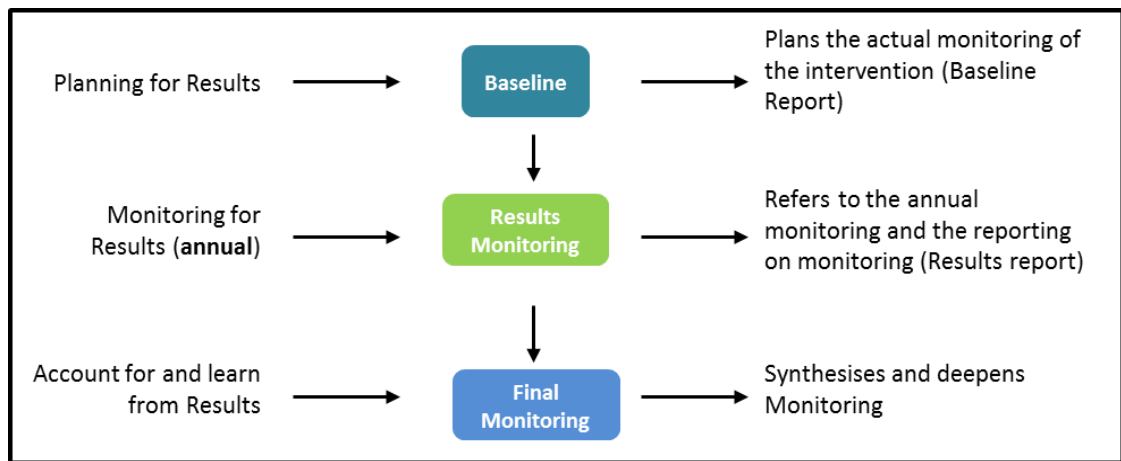 Planning for Results
Baseline
Plans the actual monitoring of
the intervention (Baseline
Report)
Monitoring for
Results (annual)
Results
Monitoring
Refers to the annual
monitoring and the reporting
on monitoring (Results report)
Account for and learn
from Results
Final
Monitoring
Synthesises and deepens
Monitoring